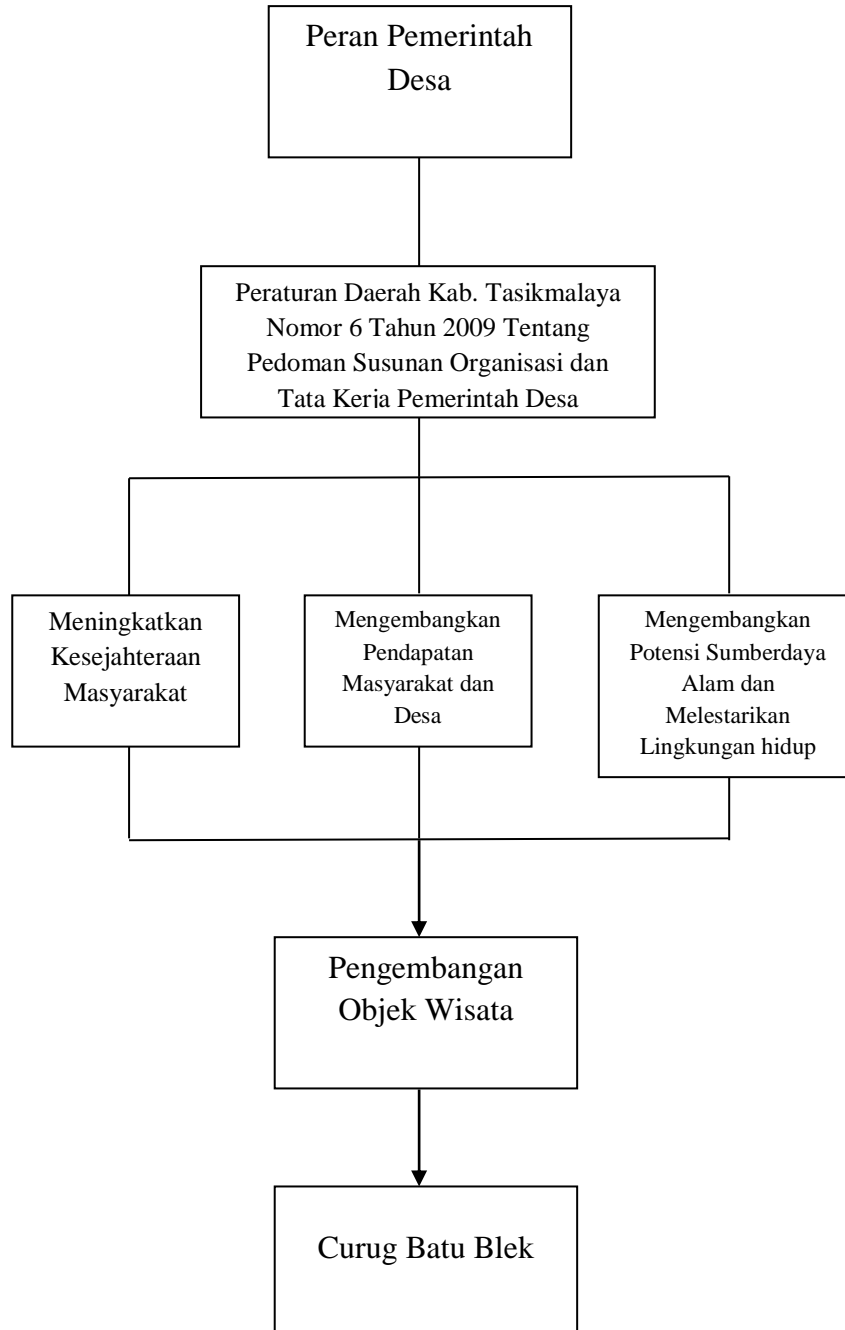 Peran Pemerintah
Desa
Peraturan Daerah Kab. Tasikmalaya
Nomor 6 Tahun 2009 Tentang
Pedoman Susunan Organisasi dan
Tata Kerja Pemerintah Desa
Meningkatkan
Kesejahteraan
Masyarakat
Mengembangkan
Pendapatan
Masyarakat dan
Desa
Mengembangkan
Potensi Sumberdaya
Alam dan
Melestarikan
Lingkungan hidup
Pengembangan
Objek Wisata
Curug Batu Blek